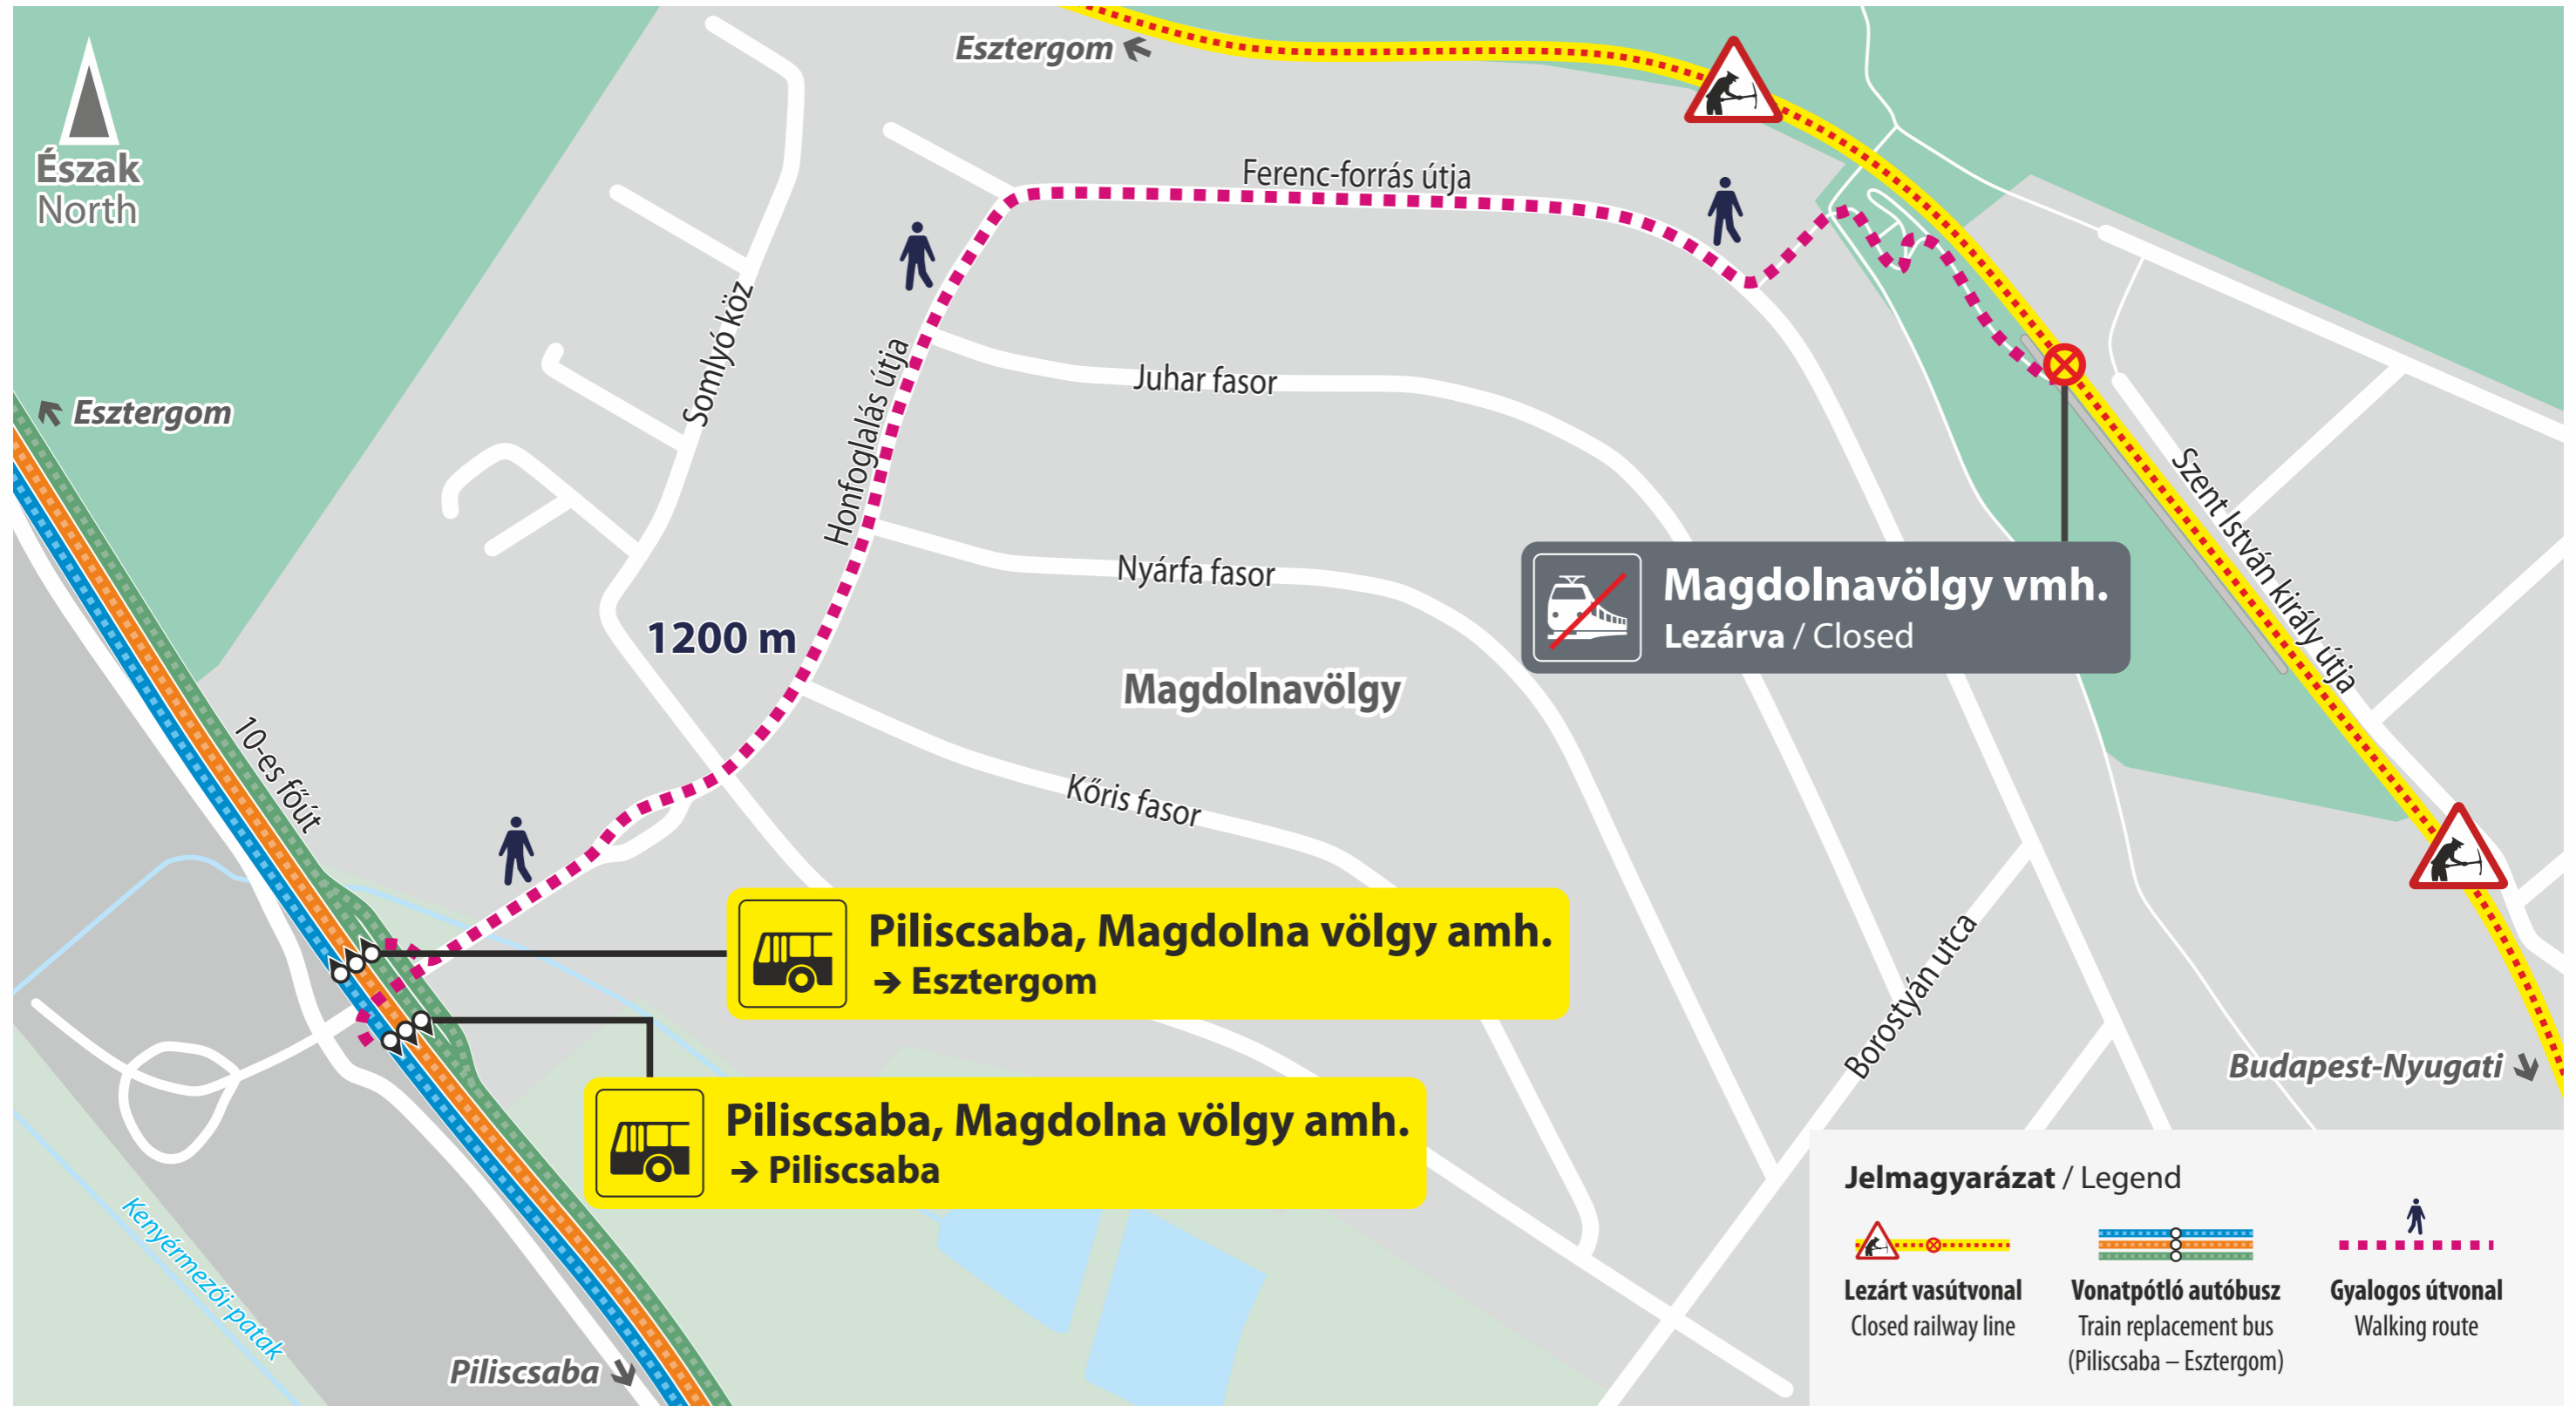 Esztergom
Észak
North
Ferenc-forrás útja
Somlyó köz
Honfoglalás útja
Juhar fasor
Esztergom
Szent István király útja
Nyárfa fasor
Magdolnavölgy vmh.
Lezárva / Closed
1200 m
Magdolnavölgy
10-es főút
Kőris fasor
Piliscsaba, Magdolna völgy amh.
→ Esztergom
Borostyán utca
Budapest-Nyugati
Piliscsaba, Magdolna völgy amh.
→ Piliscsaba
Kenyérmezői-patak
Piliscsaba
Jelmagyarázat / Legend
Lezárt vasútvonal
Closed railway line
Vonatpótló autóbusz
Train replacement bus
(Piliscsaba – Esztergom)
Gyalogos útvonal
Walking route